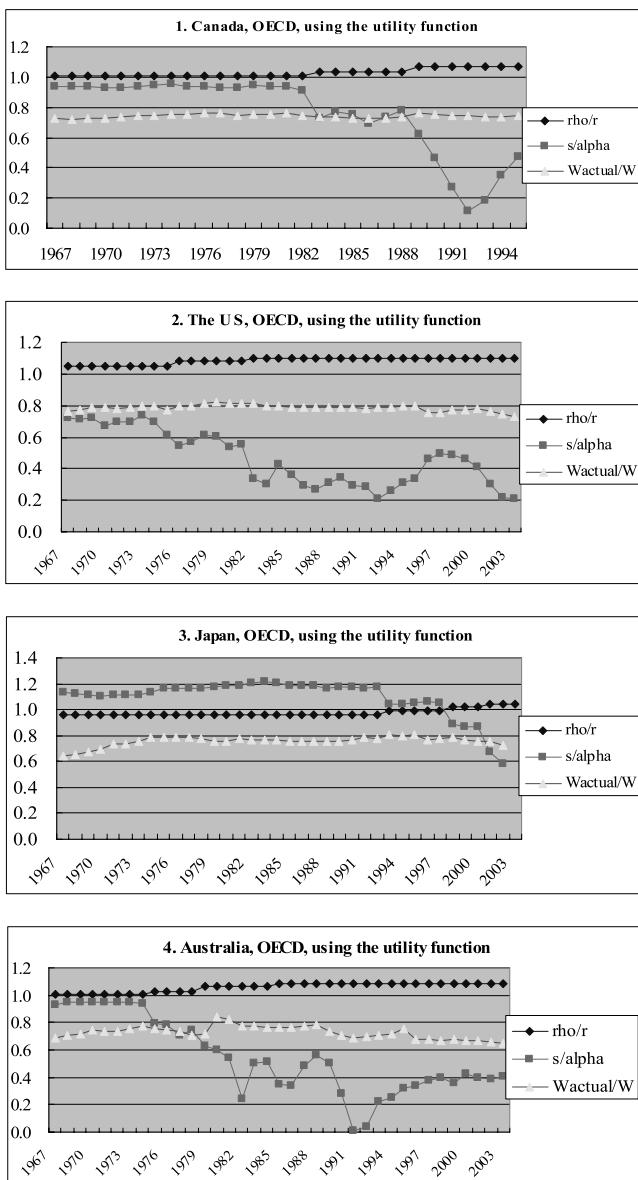 1. Canada, OECD, using the utility function
1.2
1.0
0.8
0.6
0.4
0.2
0.0
1967 1970 1973 1976 1979 1982 1985 1988 1991 1994
rho/r
s/alpha
Wactual/W
2. The US, OECD, using the utility function
1.2
1.0
0.8
0.6
0.4
0.2
0.0
1967 1970 1973 1976 1979 1982 1985 1988 1991 1994 1997 2000 2003
rho/r
s/alpha
Wactual/W
3. Japan, OECD, using the utility function
1.4
1.2
1.0
0.8
0.6
0.4
0.2
0.0
1967 1970 1973 1976 1979 1982 1985 1988 1991 1994 1997 2000 2003
rho/r
s/alpha
Wactual/W
4. Australia, OECD, using the utility function
1.2
1.0
0.8
0.6
0.4
0.2
0.0
1967 1970 1973 1976 1979 1982 1985 1988 1991 1994 1997 2000 2003
rho/r
s/alpha
Wactual/W